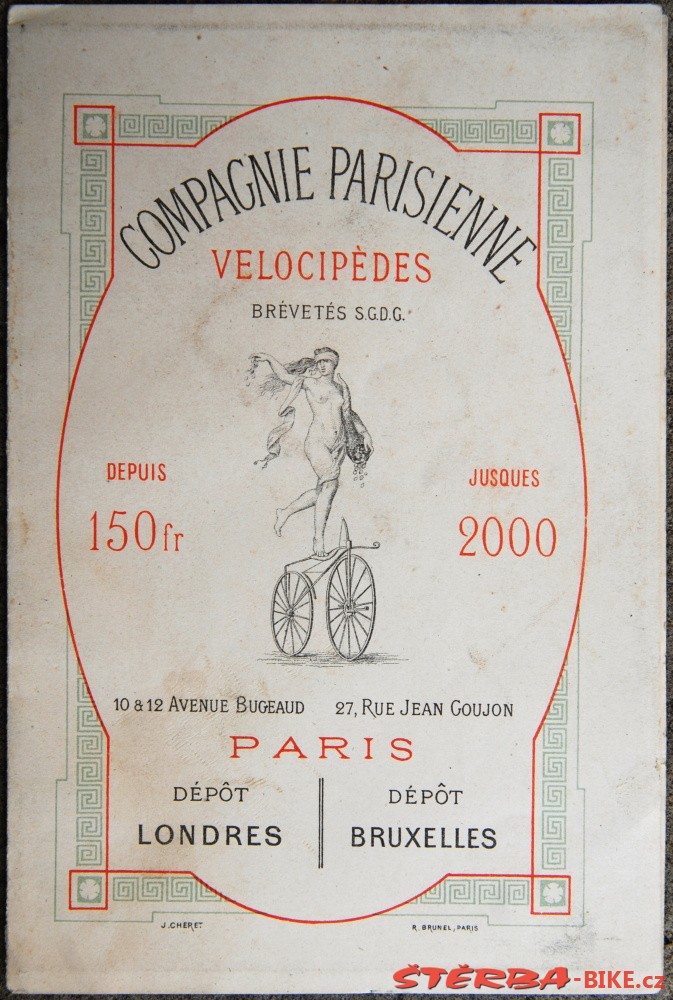 COMPAGNIE PARISIENNE
VELOCIPÈDES
BRÉVETÉS S.G.D.G.
DEPUIS
150fr
JUSQUES
2000
10 & 12 AVENUE BUGEAUD
27, RUE JEAN GOUJON
PARIS
DÉPÔT
LONDRES
DÉPÔT
BRUXELLES
J. CHERET
R. BRUNEL, PARIS
ŠTĚRBA-BIKE.cz